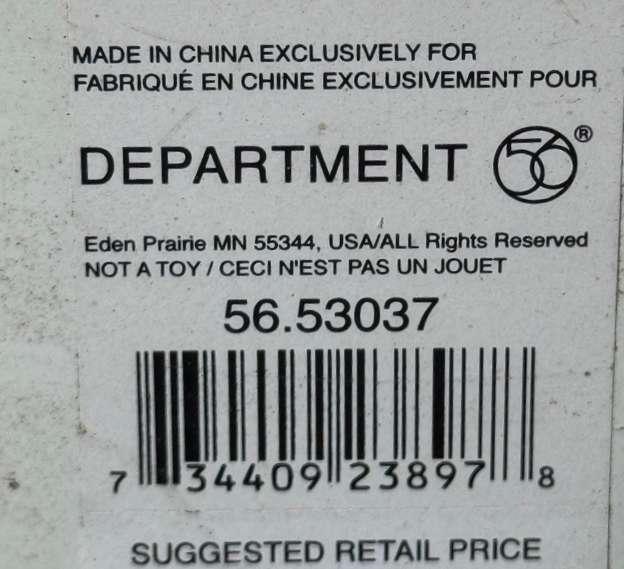 MADE IN CHINA EXCLUSIVELY FOR
FABRIQUÉ EN CHINE EXCLUSIVEMENT POUR
DEPARTMENT 56®
Eden Prairie MN 55344, USA/ALL Rights Reserved
NOT A TOY / CECI N'EST PAS UN JOUET
56.53037
7 34409 23897 8
SUGGESTED RETAIL PRICE